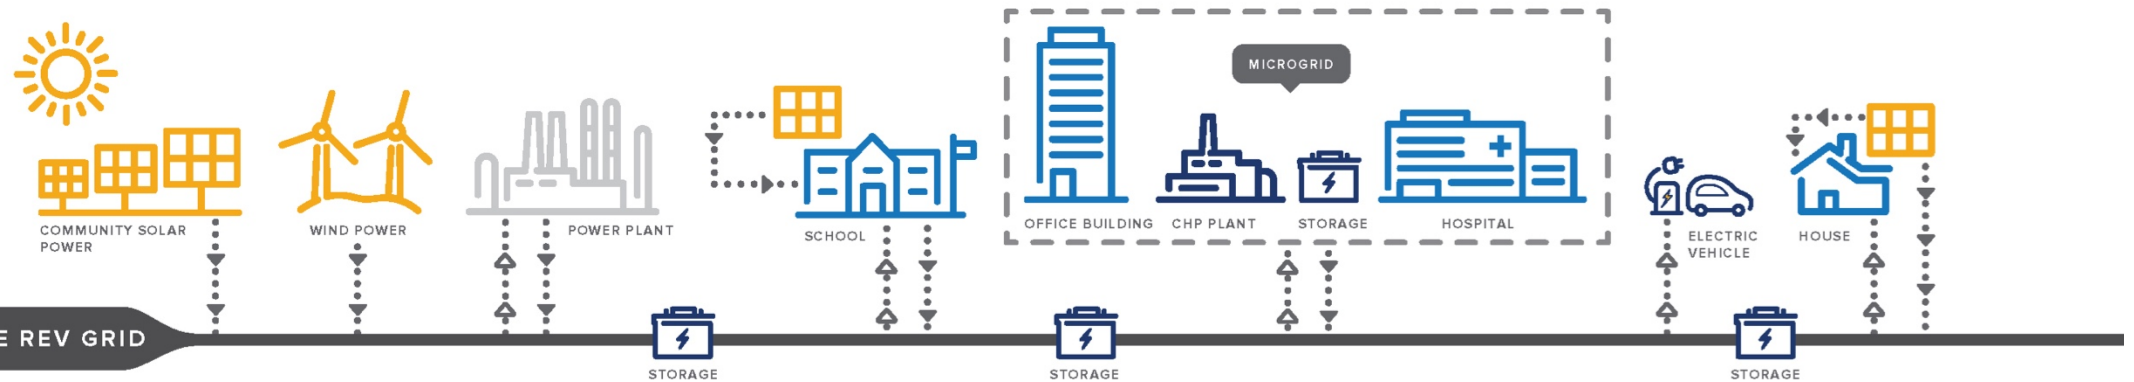 MICROGRID
COMMUNITY SOLAR
POWER
WIND POWER
POWER PLANT
SCHOOL
OFFICE BUILDING
CHP PLANT
STORAGE
HOSPITAL
ELECTRIC
VEHICLE
HOUSE
E REV GRID
STORAGE
STORAGE
STORAGE